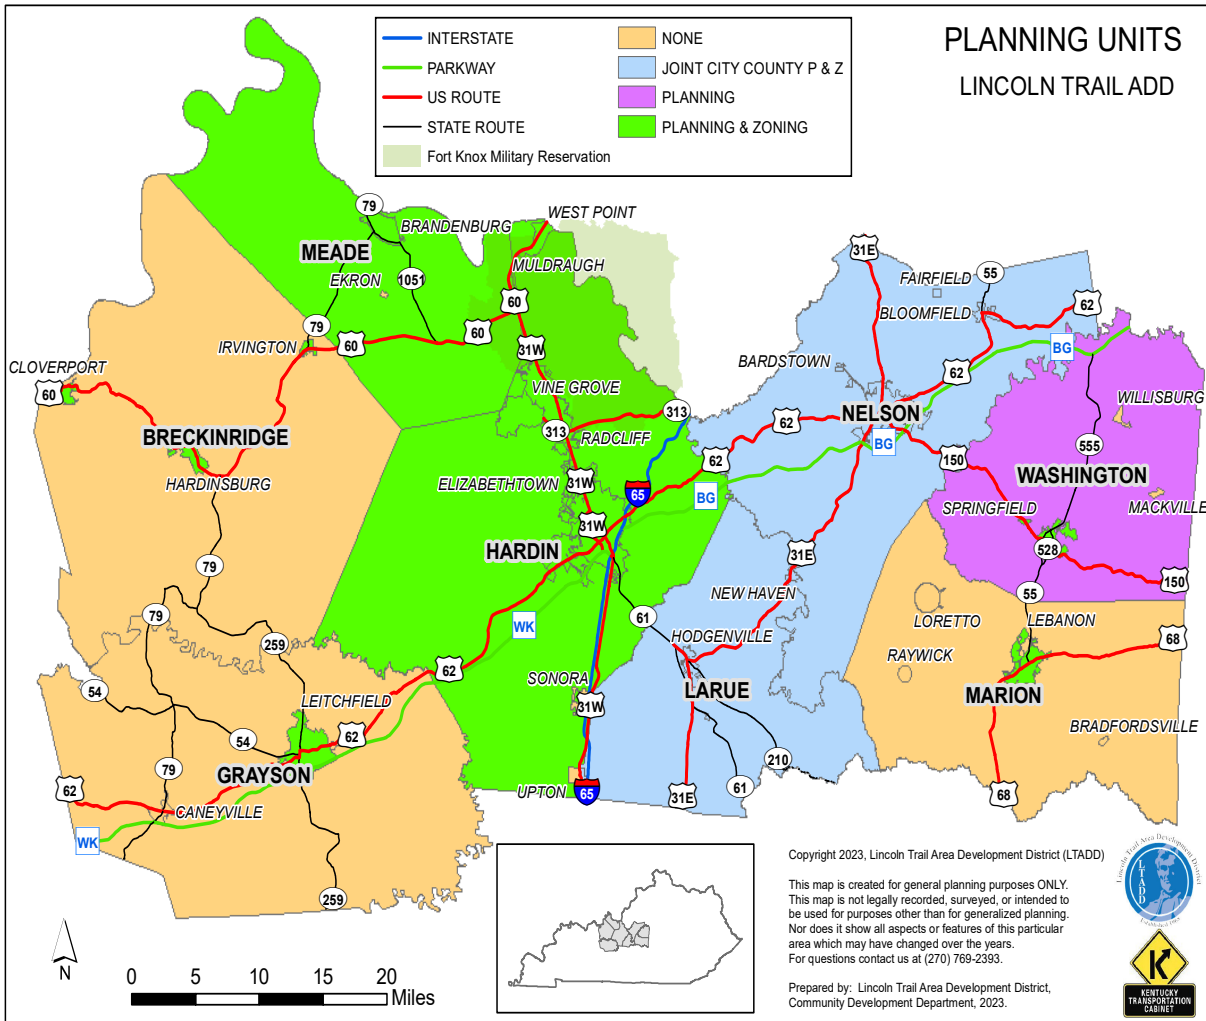 PLANNING UNITS
LINCOLN TRAIL ADD
INTERSTATE
PARKWAY
US ROUTE
STATE ROUTE
Fort Knox Military Reservation
NONE
JOINT CITY COUNTY P & Z
PLANNING
PLANNING & ZONING
79
BRANDENBURG
WEST POINT
MEADE
EKRON
1051
MULDRAUGH
60
79
IRVINGTON
60
60
31W
CLOVERPORT
60
VINE GROVE
BRECKINRIDGE
HARDINSBURG
313
313
RADCLIFF
ELIZABETHTOWN
31W
65
31W
HARDIN
62
BG
31E
FAIRFIELD
55
BLOOMFIELD
62
BG
BARDSTOWN
62
62
NELSON
BG
WILLISBURG
150
555
WASHINGTON
SPRINGFIELD
MACKVILLE
528
150
55
31E
NEW HAVEN
79
79
259
WK
61
HODGENVILLE
LORETTO
LEBANON
68
RAYWICK
MARION
BRADFORDSVILLE
68
54
LEITCHFIELD
62
SONORA
31W
LARUE
62
54
GRAYSON
79
62
CANEYVILLE
WK
259
UPTON
65
31E
61
210
N
0 5 10 15 20
Miles
Copyright 2023, Lincoln Trail Area Development District (LTADD)
This map is created for general planning purposes ONLY.
This map is not legally recorded, surveyed, or intended to
be used for purposes other than for generalized planning.
Nor does it show all aspects or features of this particular
area which may have changed over the years.
For questions contact us at (270) 769-2393.
Prepared by: Lincoln Trail Area Development District,
Community Development Department, 2023.
Lincoln Trail Area Development District
LTADD
KENTUCKY
TRANSPORTATION
CABINET